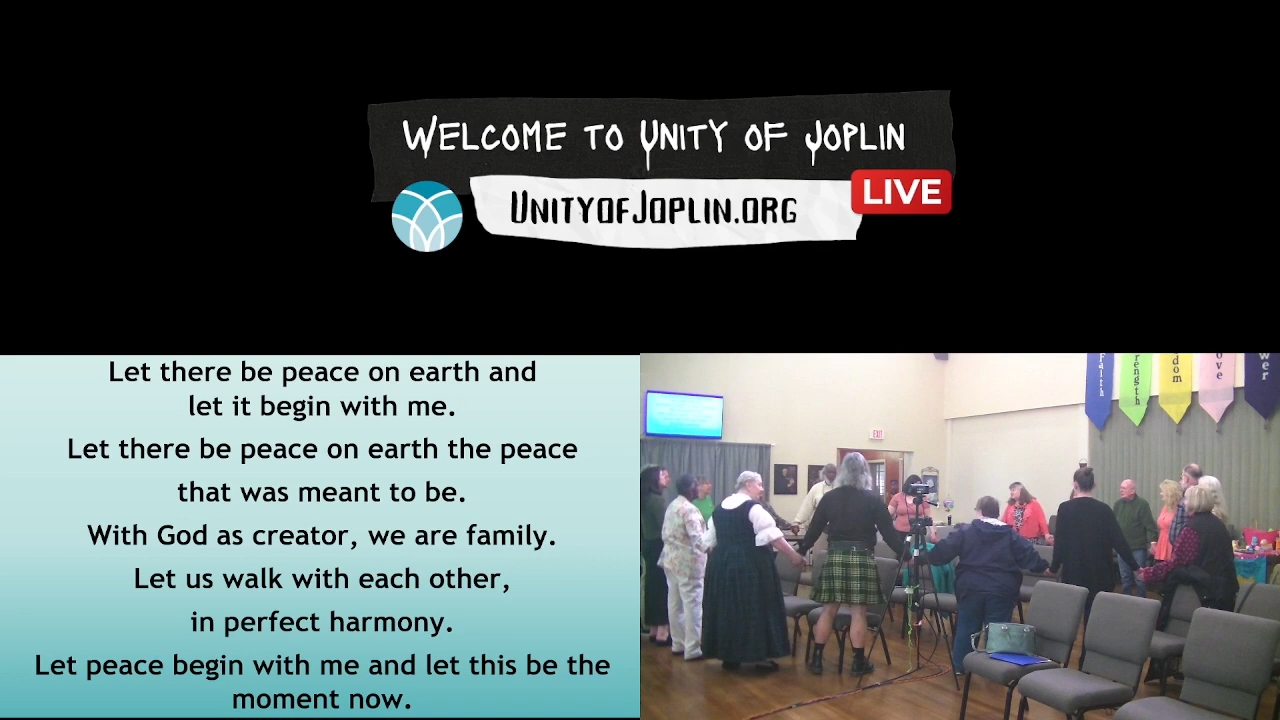 WELCOME TO UNITY OF JOPLIN
UNITYOFJOPLIN.ORG
LIVE
Let there be peace on earth and
let it begin with me.
Let there be peace on earth the peace
that was meant to be.
With God as creator, we are family.
Let us walk with each other,
in perfect harmony.
Let peace begin with me and let this be the
moment now.
Faith
rength
dom
ove
wer
EXIT